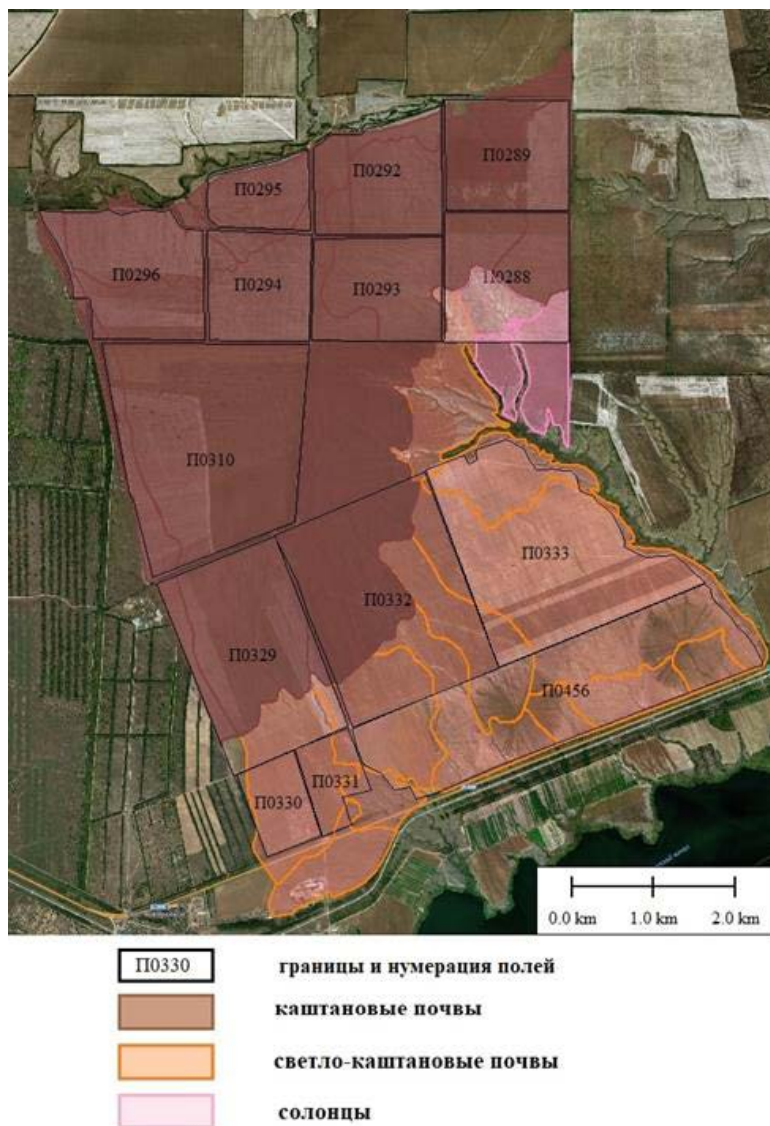 П0289
П0292
П0295
П0296
П0294
П0293
П0288
П0310
П0333
П0332
П0329
П0456
П0331
П0330
0.0 km 1.0 km 2.0 km
П0330 границы и нумерация полей
каштановые почвы
светло-каштановые почвы
солонцы